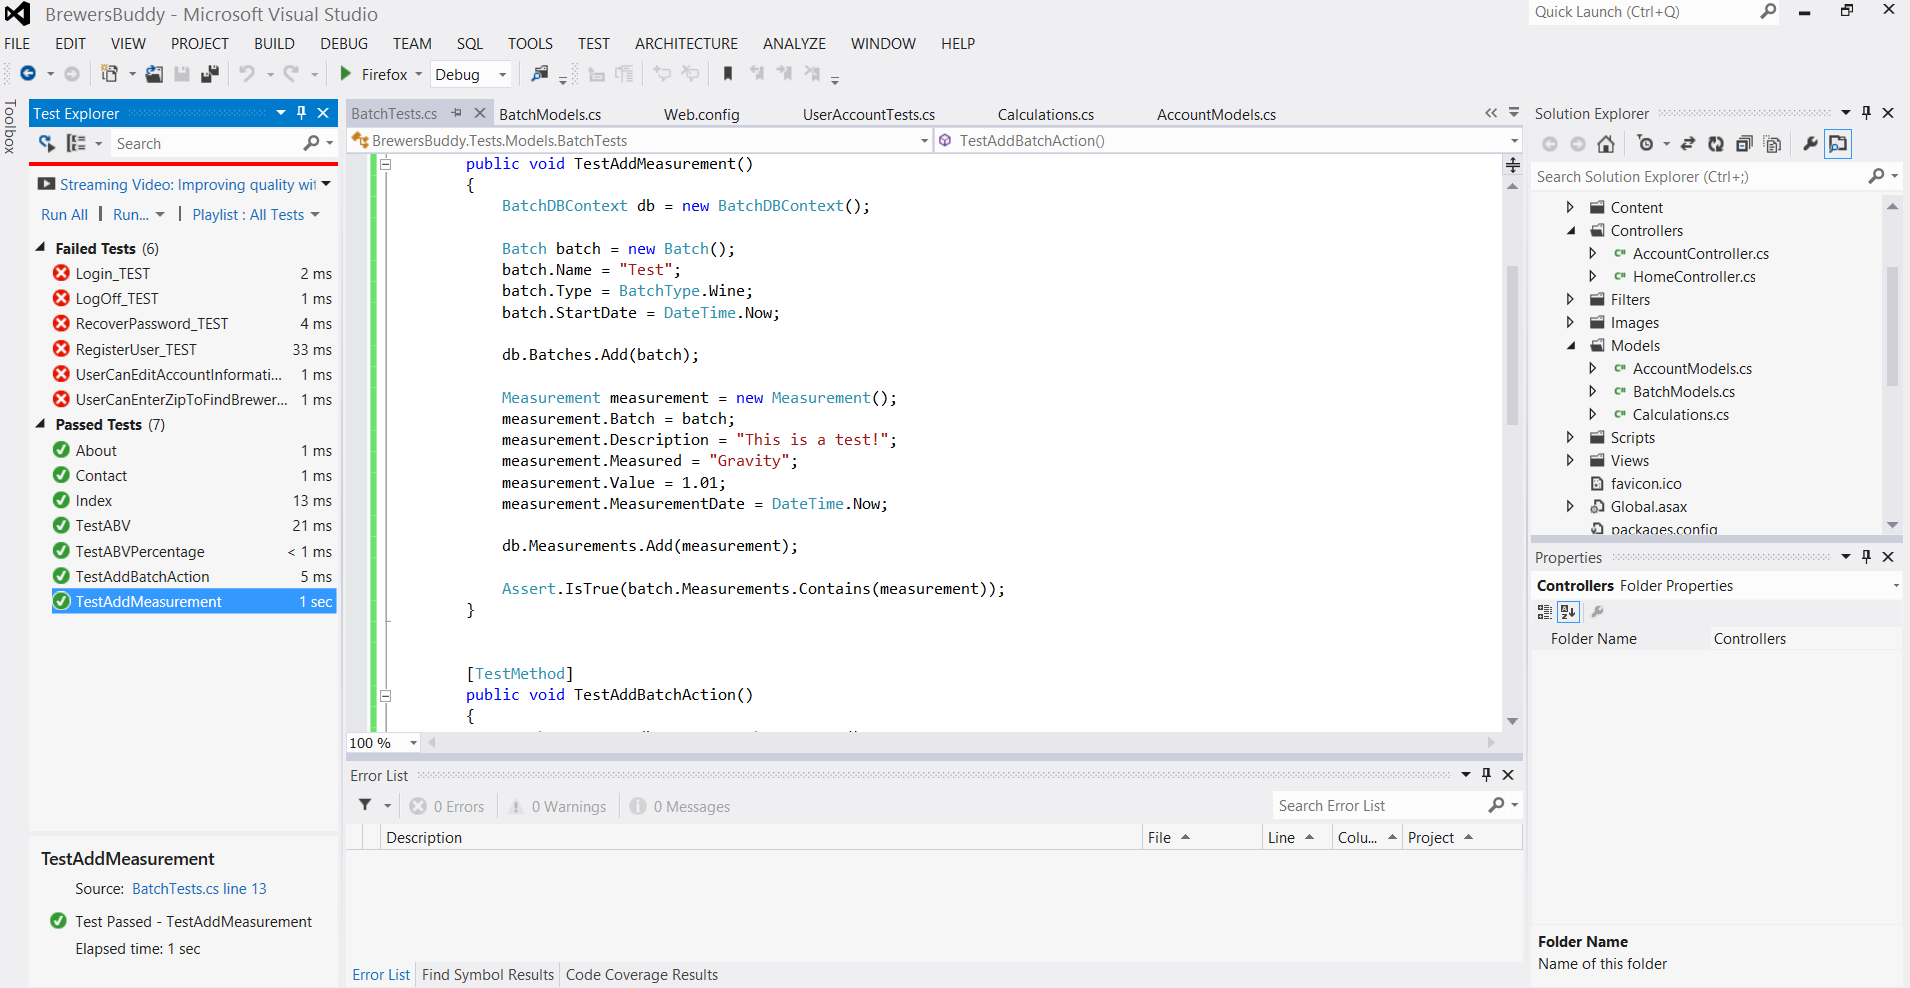 BrewersBuddy - Microsoft Visual Studio
Quick Launch (Ctrl+Q)
FILE EDIT VIEW PROJECT BUILD DEBUG TEAM SQL TOOLS TEST ARCHITECTURE ANALYZE WINDOW HELP
Firefox Debug
Toolbox
Test Explorer
Search
Streaming Video: Improving quality wit
Run All | Run... | Playlist : All Tests
Failed Tests (6)
Login_TEST 2 ms
LogOff_TEST 1 ms
RecoverPassword_TEST 4 ms
RegisterUser_TEST 33 ms
UserCanEditAccountInformati... 1 ms
UserCanEnterZipToFindBrewer... 1 ms
Passed Tests (7)
About 1 ms
Contact 1 ms
Index 13 ms
TestABV 21 ms
TestABVPercentage < 1 ms
TestAddBatchAction 5 ms
TestAddMeasurement 1 sec
TestAddMeasurement
Source: BatchTests.cs line 13
Test Passed - TestAddMeasurement
Elapsed time: 1 sec
BatchTests.cs BatchModels.cs Web.config UserAccountTests.cs Calculations.cs AccountModels.cs
BrewersBuddy.Tests.Models.BatchTests TestAddBatchAction()
public void TestAddMeasurement()
{
BatchDBContext db = new BatchDBContext();
Batch batch = new Batch();
batch.Name = "Test";
batch.Type = BatchType.Wine;
batch.StartDate = DateTime.Now;
db.Batches.Add(batch);
Measurement measurement = new Measurement();
measurement.Batch = batch;
measurement.Description = "This is a test!";
measurement.Measured = "Gravity";
measurement.Value = 1.01;
measurement.MeasurementDate = DateTime.Now;
db.Measurements.Add(measurement);
Assert.IsTrue(batch.Measurements.Contains(measurement));
}
[TestMethod]
public void TestAddBatchAction()
{
100 %
Error List
0 Errors 0 Warnings 0 Messages
Search Error List
Description File Line Colu... Project
Error List Find Symbol Results Code Coverage Results
Solution Explorer
Search Solution Explorer (Ctrl+;)
Content
Controllers
C# AccountController.cs
C# HomeController.cs
Filters
Images
Models
C# AccountModels.cs
C# BatchModels.cs
C# Calculations.cs
Scripts
Views
favicon.ico
Global.asax
packages.config
Properties
Controllers Folder Properties
Folder Name Controllers
Folder Name
Name of this folder